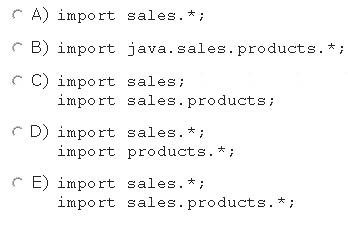 A) import sales.*;
B) import java.sales.products.*;
C) import sales;
import sales.products;
D) import sales.*;
import products.*;
E) import sales.*;
import sales.products.*;